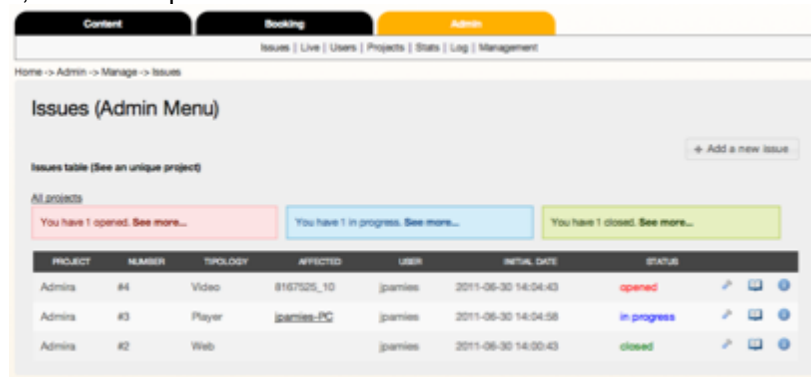 Content Booking Admin
Issues | Live | Users | Projects | Stats | Log | Management
Home -> Admin -> Manage -> Issues
Issues (Admin Menu)
+ Add a new issue
Issues table (See an unique project)
All projects
You have 1 opened. See more... You have 1 in progress. See more... You have 1 closed. See more...
PROJECT NUMBER TIPOLOGY AFFECTED USER INITIAL DATE STATUS
Admira #4 Video 8167525_10 jpamies 2011-06-30 14:04:43 opened
Admira #3 Player jpamies-PC jpamies 2011-06-30 14:04:58 in progress
Admira #2 Web jpamies 2011-06-30 14:00:43 closed